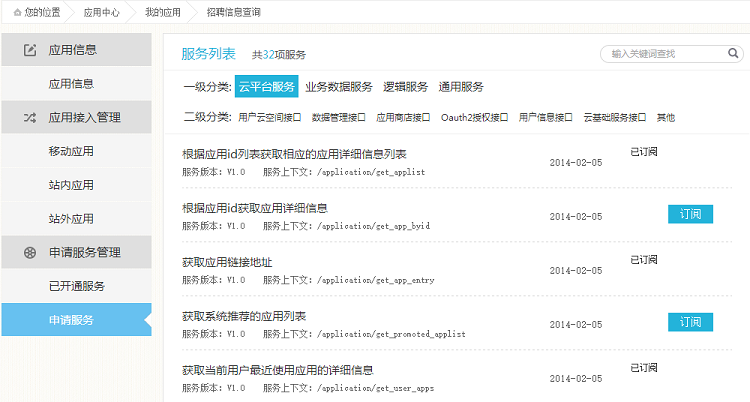 您的位置 应用中心 我的应用 招聘信息查询
应用信息
应用信息
应用接入管理
移动应用
站内应用
站外应用
申请服务管理
已开通服务
申请服务
服务列表 共32项服务 输入关键词查找
一级分类: 云平台服务 业务数据服务 逻辑服务 通用服务
二级分类: 用户云空间接口 数据管理接口 应用商店接口 Oauth2授权接口 用户信息接口 云基础服务接口 其他
根据应用id列表获取相应的应用详细信息列表 2014-02-05 已订阅
服务版本: V1.0 服务上下文: /application/get_applist
根据应用id获取应用详细信息 2014-02-05 订阅
服务版本: V1.0 服务上下文: /application/get_app_byid
获取应用链接地址 2014-02-05 已订阅
服务版本: V1.0 服务上下文: /application/get_app_entry
获取系统推荐的应用列表 2014-02-05 订阅
服务版本: V1.0 服务上下文: /application/get_promoted_applist
获取当前用户最近使用应用的详细信息 2014-02-05 已订阅
服务版本: V1.0 服务上下文: /application/get_user_apps